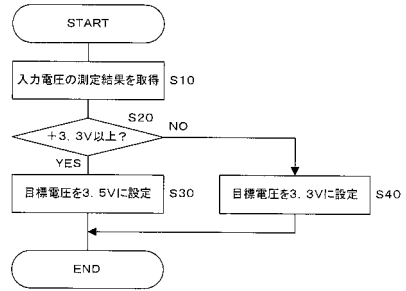 START
入力電圧の測定結果を取得
S10
S20
+3.3V以上?
NO
YES
目標電圧を3.5Vに設定
S30
目標電圧を3.3Vに設定
S40
END